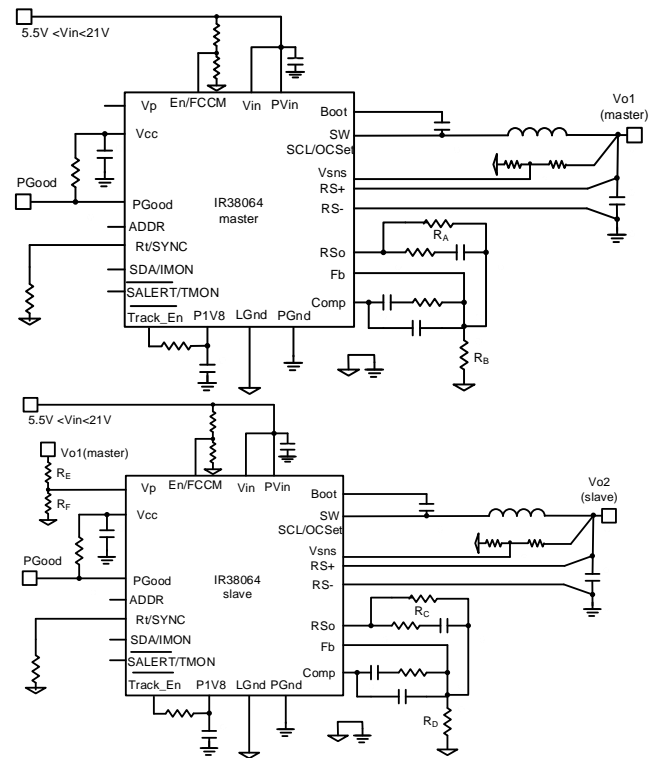 5.5V <Vin<21V
Vp
En/FCCM
Vin
PVin
Vcc
PGood
PGood
ADDR
Rt/SYNC
SDA/IMON
SALERT/TMON
Track_En
P1V8
LGnd
PGnd
IR38064
master
Boot
SW
SCL/OCSet
Vsns
RS+
RS-
RSo
Fb
Comp
Vo1
(master)
RA
RB
5.5V <Vin<21V
Vo1(master)
RE
RF
Vp
En/FCCM
Vin
PVin
Vcc
PGood
PGood
ADDR
Rt/SYNC
SDA/IMON
SALERT/TMON
Track_En
P1V8
LGnd
PGnd
IR38064
slave
Boot
SW
SCL/OCSet
Vsns
RS+
RS-
RSo
Fb
Comp
Vo2
(slave)
RC
RD